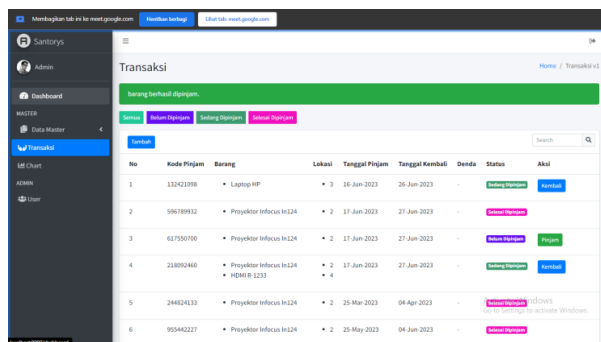 Membagikan tab ini ke meet.google.com Hentikan berbagi Lihat tab: meet.google.com
Santorys
Admin
Dashboard
MASTER
Data Master
Transaksi
Chart
ADMIN
User
Transaksi
Home / Transaksi v1
barang berhasil dipinjam.
Semua Belum Dipinjam Sedang Dipinjam Selesai Dipinjam
Tambah Search
No Kode Pinjam Barang Lokasi Tanggal Pinjam Tanggal Kembali Denda Status Aksi
1 132421098 • Laptop HP • 3 16-Jun-2023 26-Jun-2023 - Sedang Dipinjam Kembali
2 596789932 • Proyektor Infocus In124 • 2 17-Jun-2023 27-Jun-2023 - Selesai Dipinjam
3 617550700 • Proyektor Infocus In124 • 2 17-Jun-2023 27-Jun-2023 - Belum Dipinjam Pinjam
4 218092460 • Proyektor Infocus In124 • 2 17-Jun-2023 27-Jun-2023 - Sedang Dipinjam Kembali
• HDMI R-1233 • 4
5 244824133 • Proyektor Infocus In124 • 2 25-Mar-2023 04-Apr-2023 - Selesai Dipinjam
Go to Settings to activate Windows.
6 955442227 • Proyektor Infocus In124 • 2 25-May-2023 04-Jun-2023 - Selesai Dipinjam